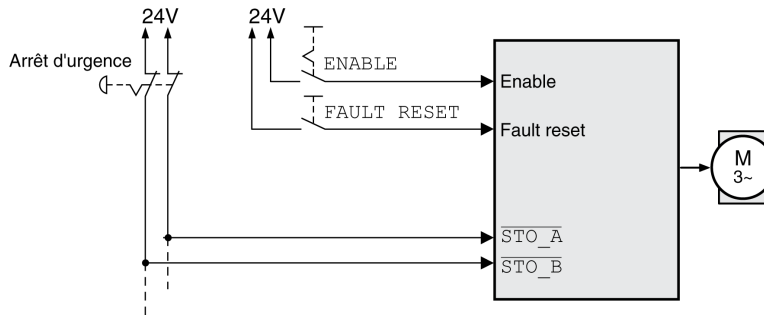 24V
24V
Arrêt d'urgence
ENABLE
Enable
FAULT RESET
Fault reset
M
3~
STO_A
STO_B